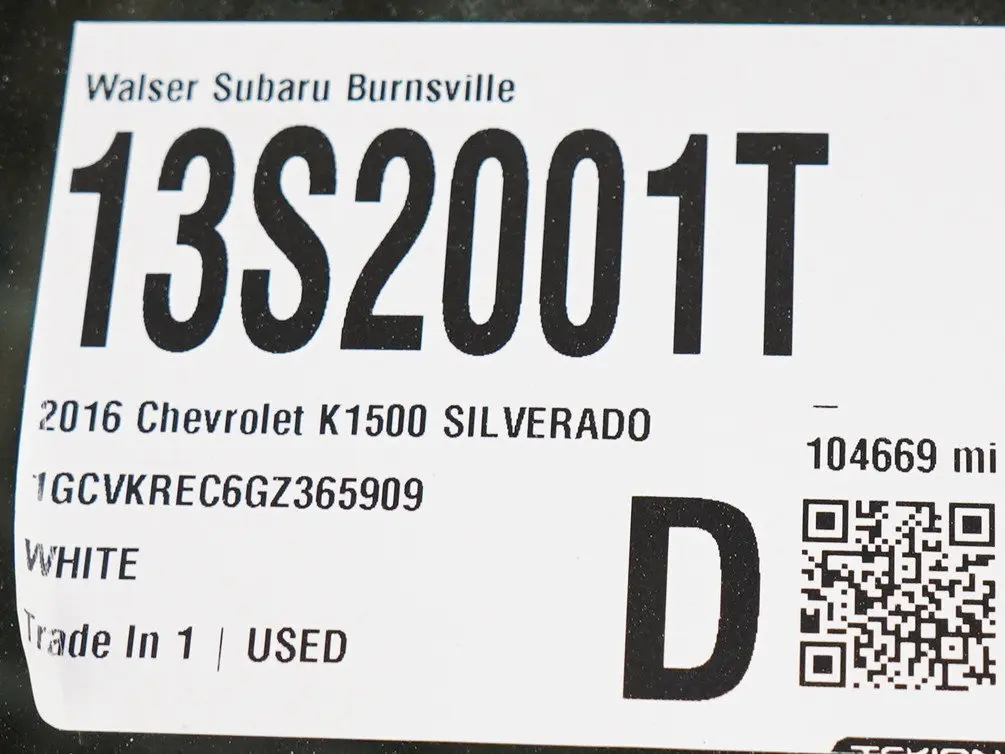 Walser Subaru Burnsville
13S2001T
2016 Chevrolet K1500 SILVERADO
104669 mi
1GCVKREC6GZ365909
D
WHITE
Trade In 1 | USED